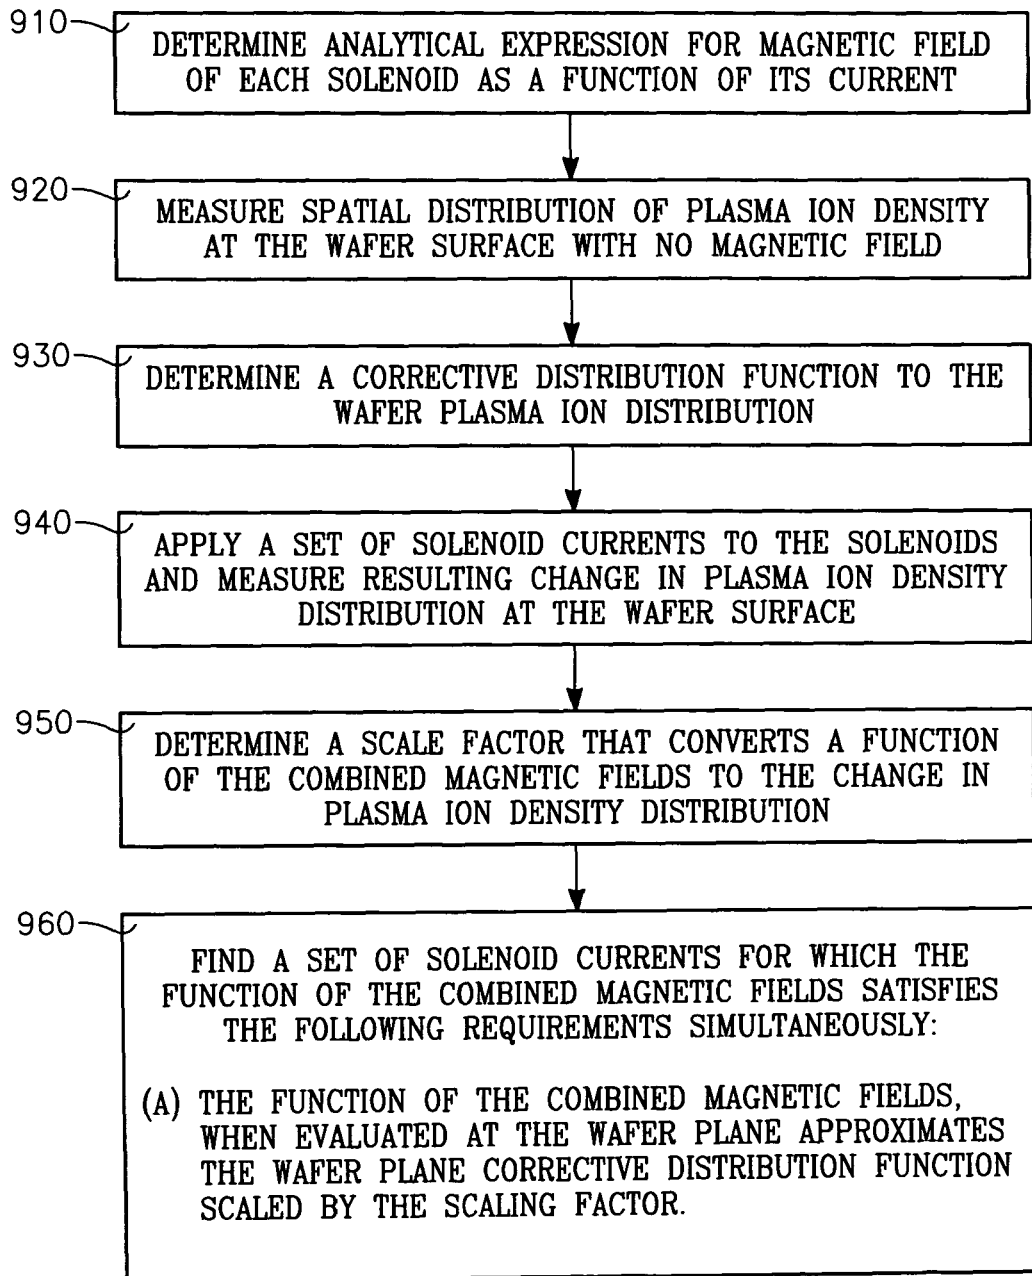 910
DETERMINE ANALYTICAL EXPRESSION FOR MAGNETIC FIELD
OF EACH SOLENOID AS A FUNCTION OF ITS CURRENT
920
MEASURE SPATIAL DISTRIBUTION OF PLASMA ION DENSITY
AT THE WAFER SURFACE WITH NO MAGNETIC FIELD
930
DETERMINE A CORRECTIVE DISTRIBUTION FUNCTION TO THE
WAFER PLASMA ION DISTRIBUTION
940
APPLY A SET OF SOLENOID CURRENTS TO THE SOLENOIDS
AND MEASURE RESULTING CHANGE IN PLASMA ION DENSITY
DISTRIBUTION AT THE WAFER SURFACE
950
DETERMINE A SCALE FACTOR THAT CONVERTS A FUNCTION
OF THE COMBINED MAGNETIC FIELDS TO THE CHANGE IN
PLASMA ION DENSITY DISTRIBUTION
960
FIND A SET OF SOLENOID CURRENTS FOR WHICH THE
FUNCTION OF THE COMBINED MAGNETIC FIELDS SATISFIES
THE FOLLOWING REQUIREMENTS SIMULTANEOUSLY:
(A) THE FUNCTION OF THE COMBINED MAGNETIC FIELDS,
WHEN EVALUATED AT THE WAFER PLANE APPROXIMATES
THE WAFER PLANE CORRECTIVE DISTRIBUTION FUNCTION
SCALED BY THE SCALING FACTOR.